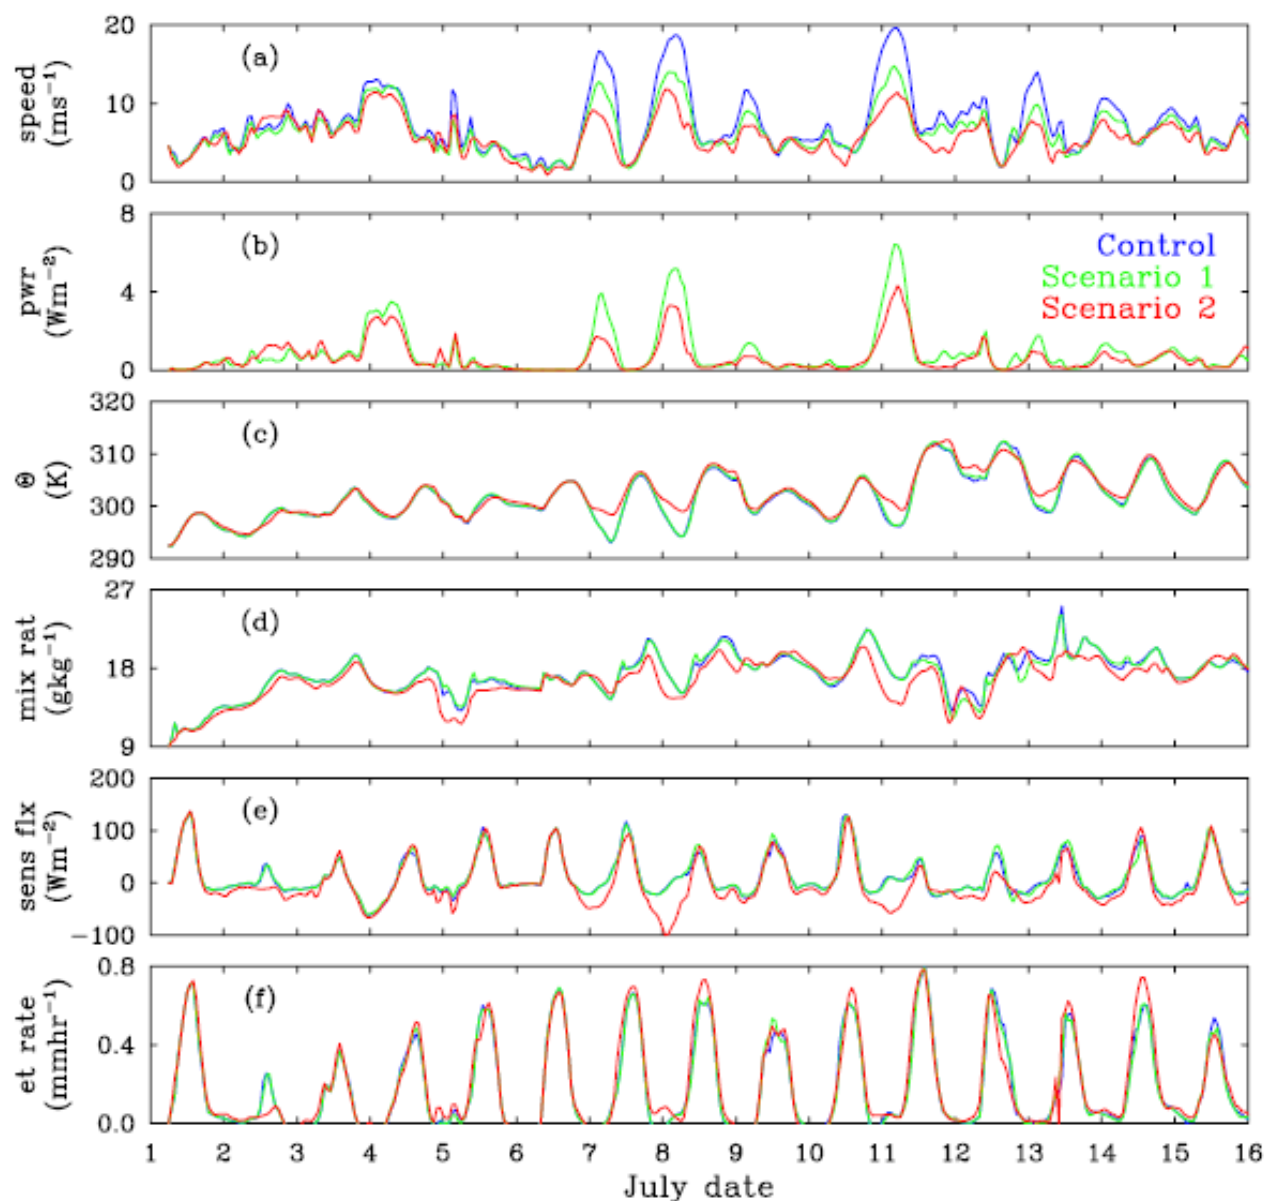 20
10
0
speed
(ms⁻¹)
(a)
8
4
0
pwr
(Wm⁻²)
(b)
Control
Scenario 1
Scenario 2
320
310
300
290
Θ
(K)
(c)
27
18
9
mix rat
(gkg⁻¹)
(d)
200
100
0
−100
sens flx
(Wm⁻²)
(e)
0.8
0.4
0.0
et rate
(mmhr⁻¹)
(f)
1 2 3 4 5 6 7 8 9 10 11 12 13 14 15 16
July date